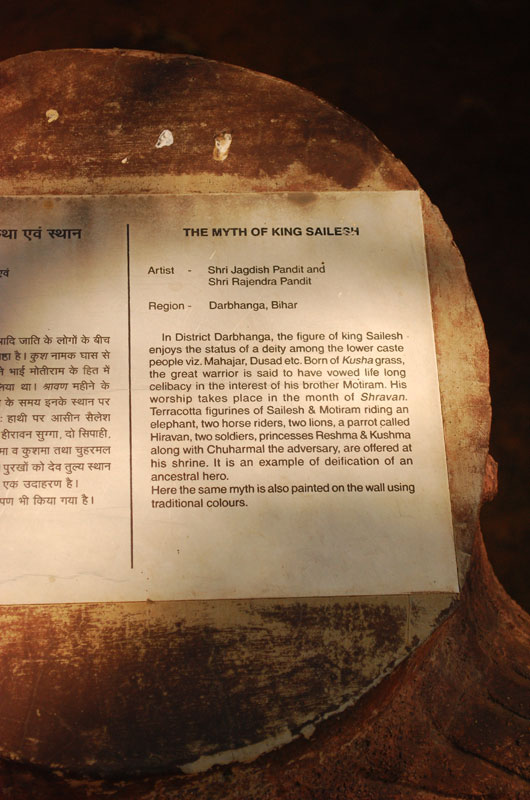 था एवं स्थान
एवं
आदि जाति के लोगों के बीच
है। कुश नामक घास से
भाई मोतीराम के हित में
लिया था। श्रावण महीने के
के समय इनके स्थान पर
हाथी पर आसीन सैलेश
हीरावन सुग्गा, दो सिपाही,
मा व कुशमा तथा चुहरमल
पुरखों को देव तुल्य स्थान
एक उदाहरण है।
पण भी किया गया है।
THE MYTH OF KING SAILESH
Artist - Shri Jagdish Pandit and
Shri Rajendra Pandit
Region - Darbhanga, Bihar
In District Darbhanga, the figure of king Sailesh
enjoys the status of a deity among the lower caste
people viz. Mahajar, Dusad etc. Born of Kusha grass,
the great warrior is said to have vowed life long
celibacy in the interest of his brother Motiram. His
worship takes place in the month of Shravan.
Terracotta figurines of Sailesh & Motiram riding an
elephant, two horse riders, two lions, a parrot called
Hiravan, two soldiers, princesses Reshma & Kushma
along with Chuharmal the adversary, are offered at
his shrine. It is an example of deification of an
ancestral hero.
Here the same myth is also painted on the wall using
traditional colours.